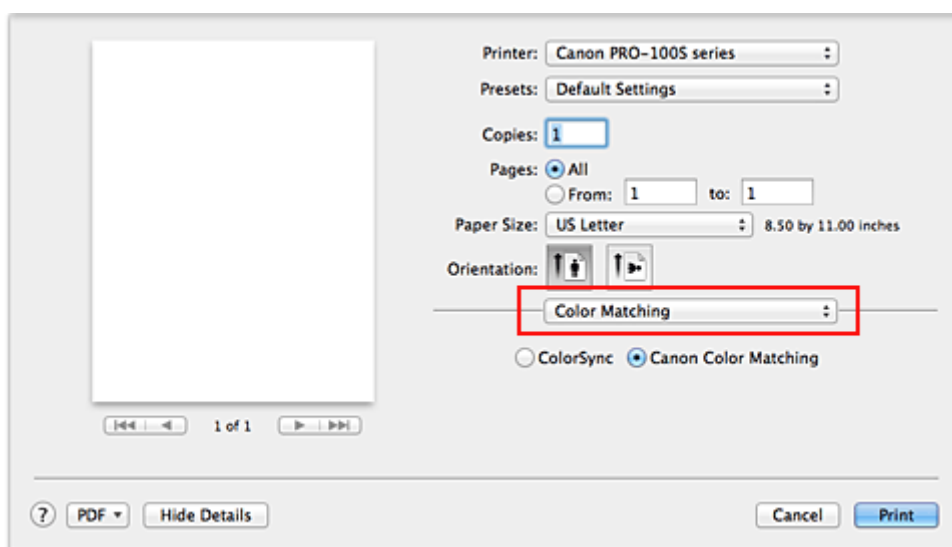 Printer: Canon PRO-100S series
Presets: Default Settings
Copies: 1
Pages: All
From: 1 to: 1
Paper Size: US Letter 8.50 by 11.00 inches
Orientation:
Color Matching
ColorSync Canon Color Matching
1 of 1
? PDF Hide Details Cancel Print